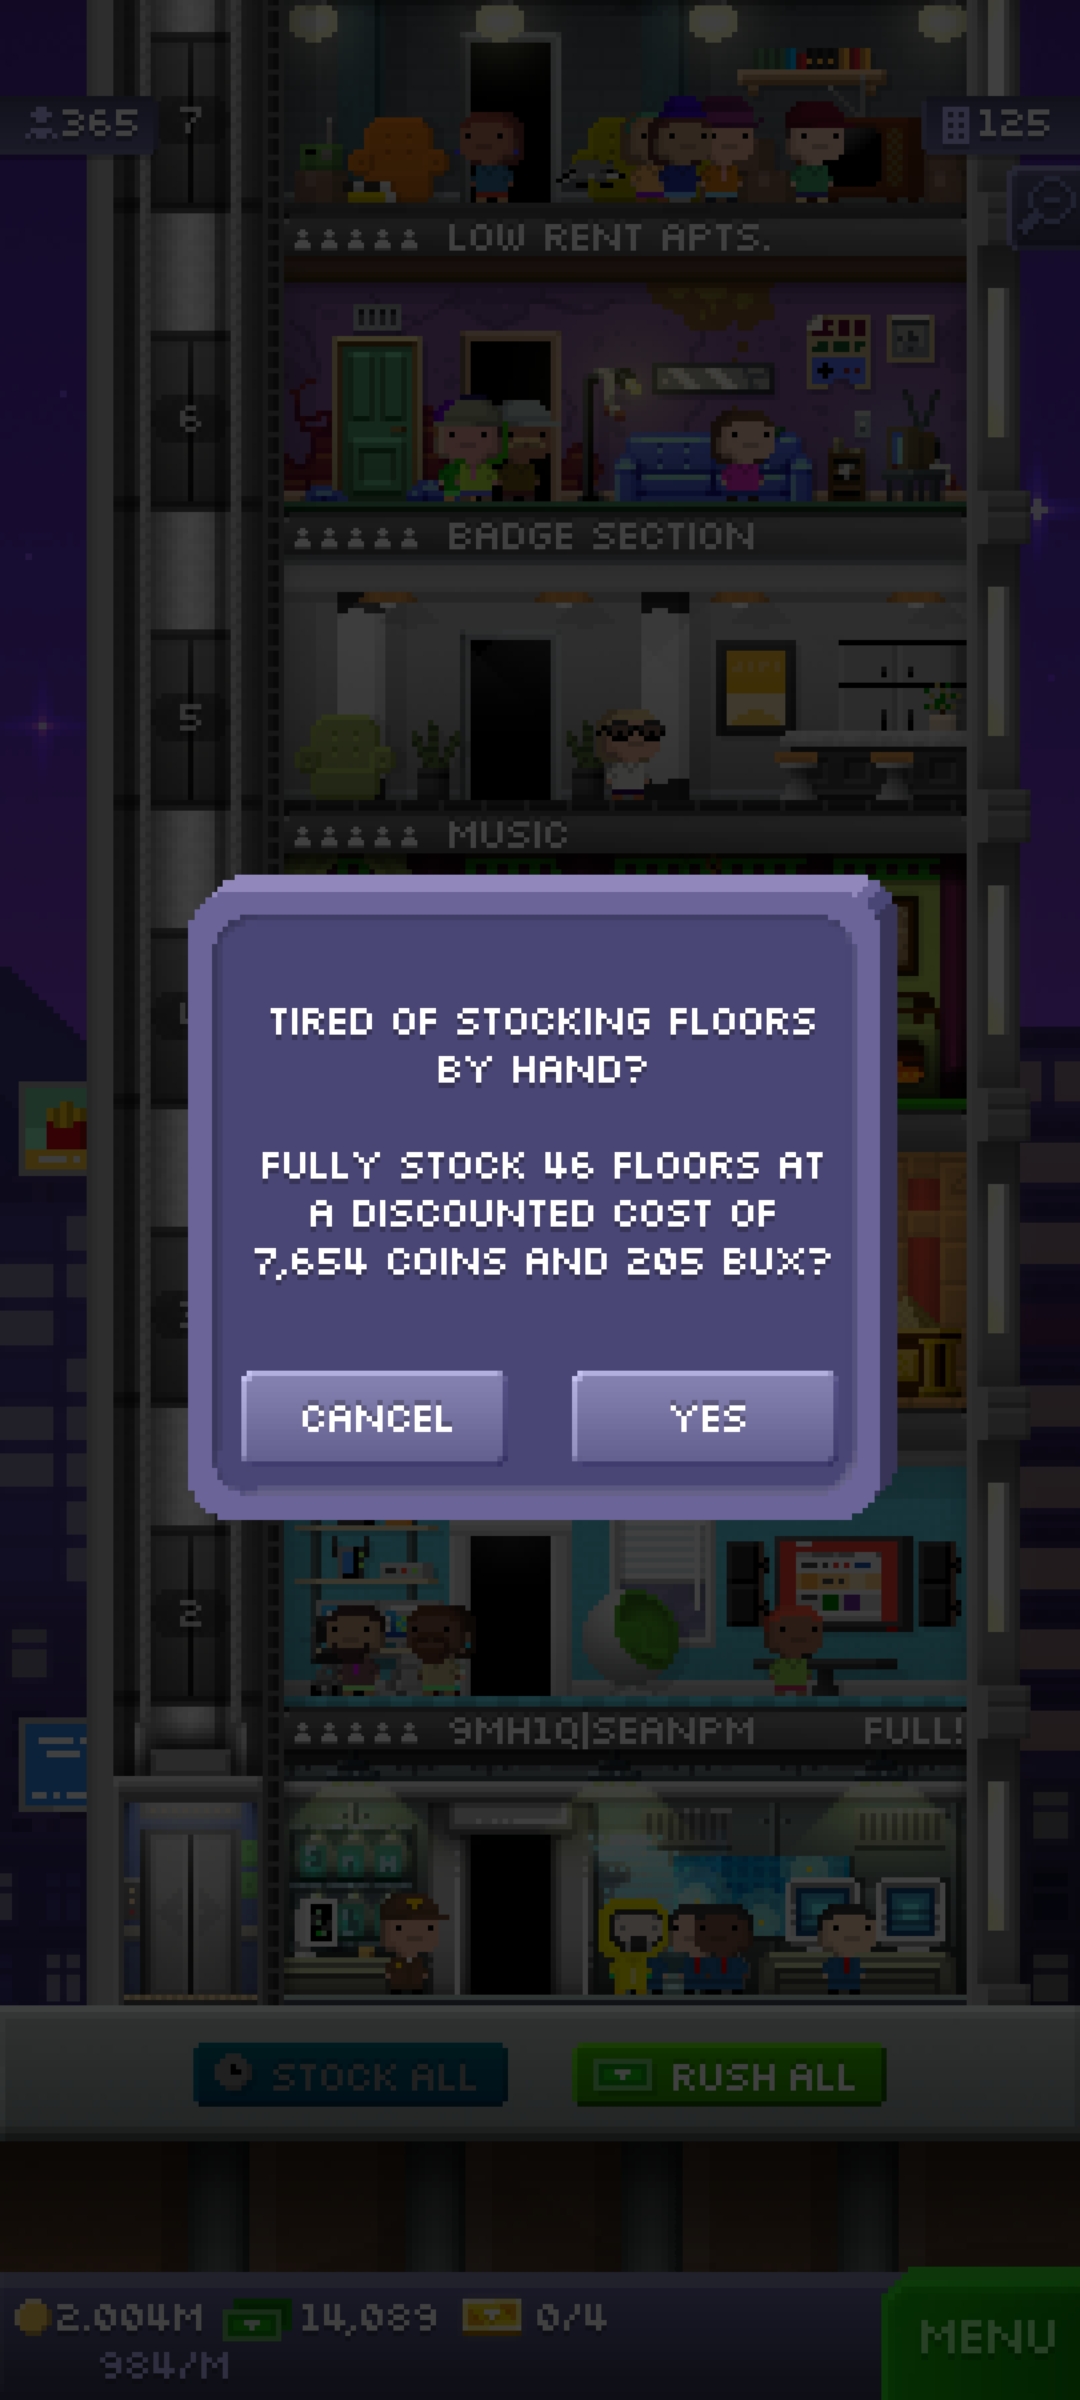 365
7
125
LOW RENT APTS.
6
BADGE SECTION
5
MUSIC
TIRED OF STOCKING FLOORS
BY HAND?
FULLY STOCK 46 FLOORS AT
A DISCOUNTED COST OF
7,654 COINS AND 205 BUX?
CANCEL
YES
2
9MH1Q|SEANPM
FULL!
STOCK ALL
RUSH ALL
2.004M
14,089
0/4
984/M
MENU